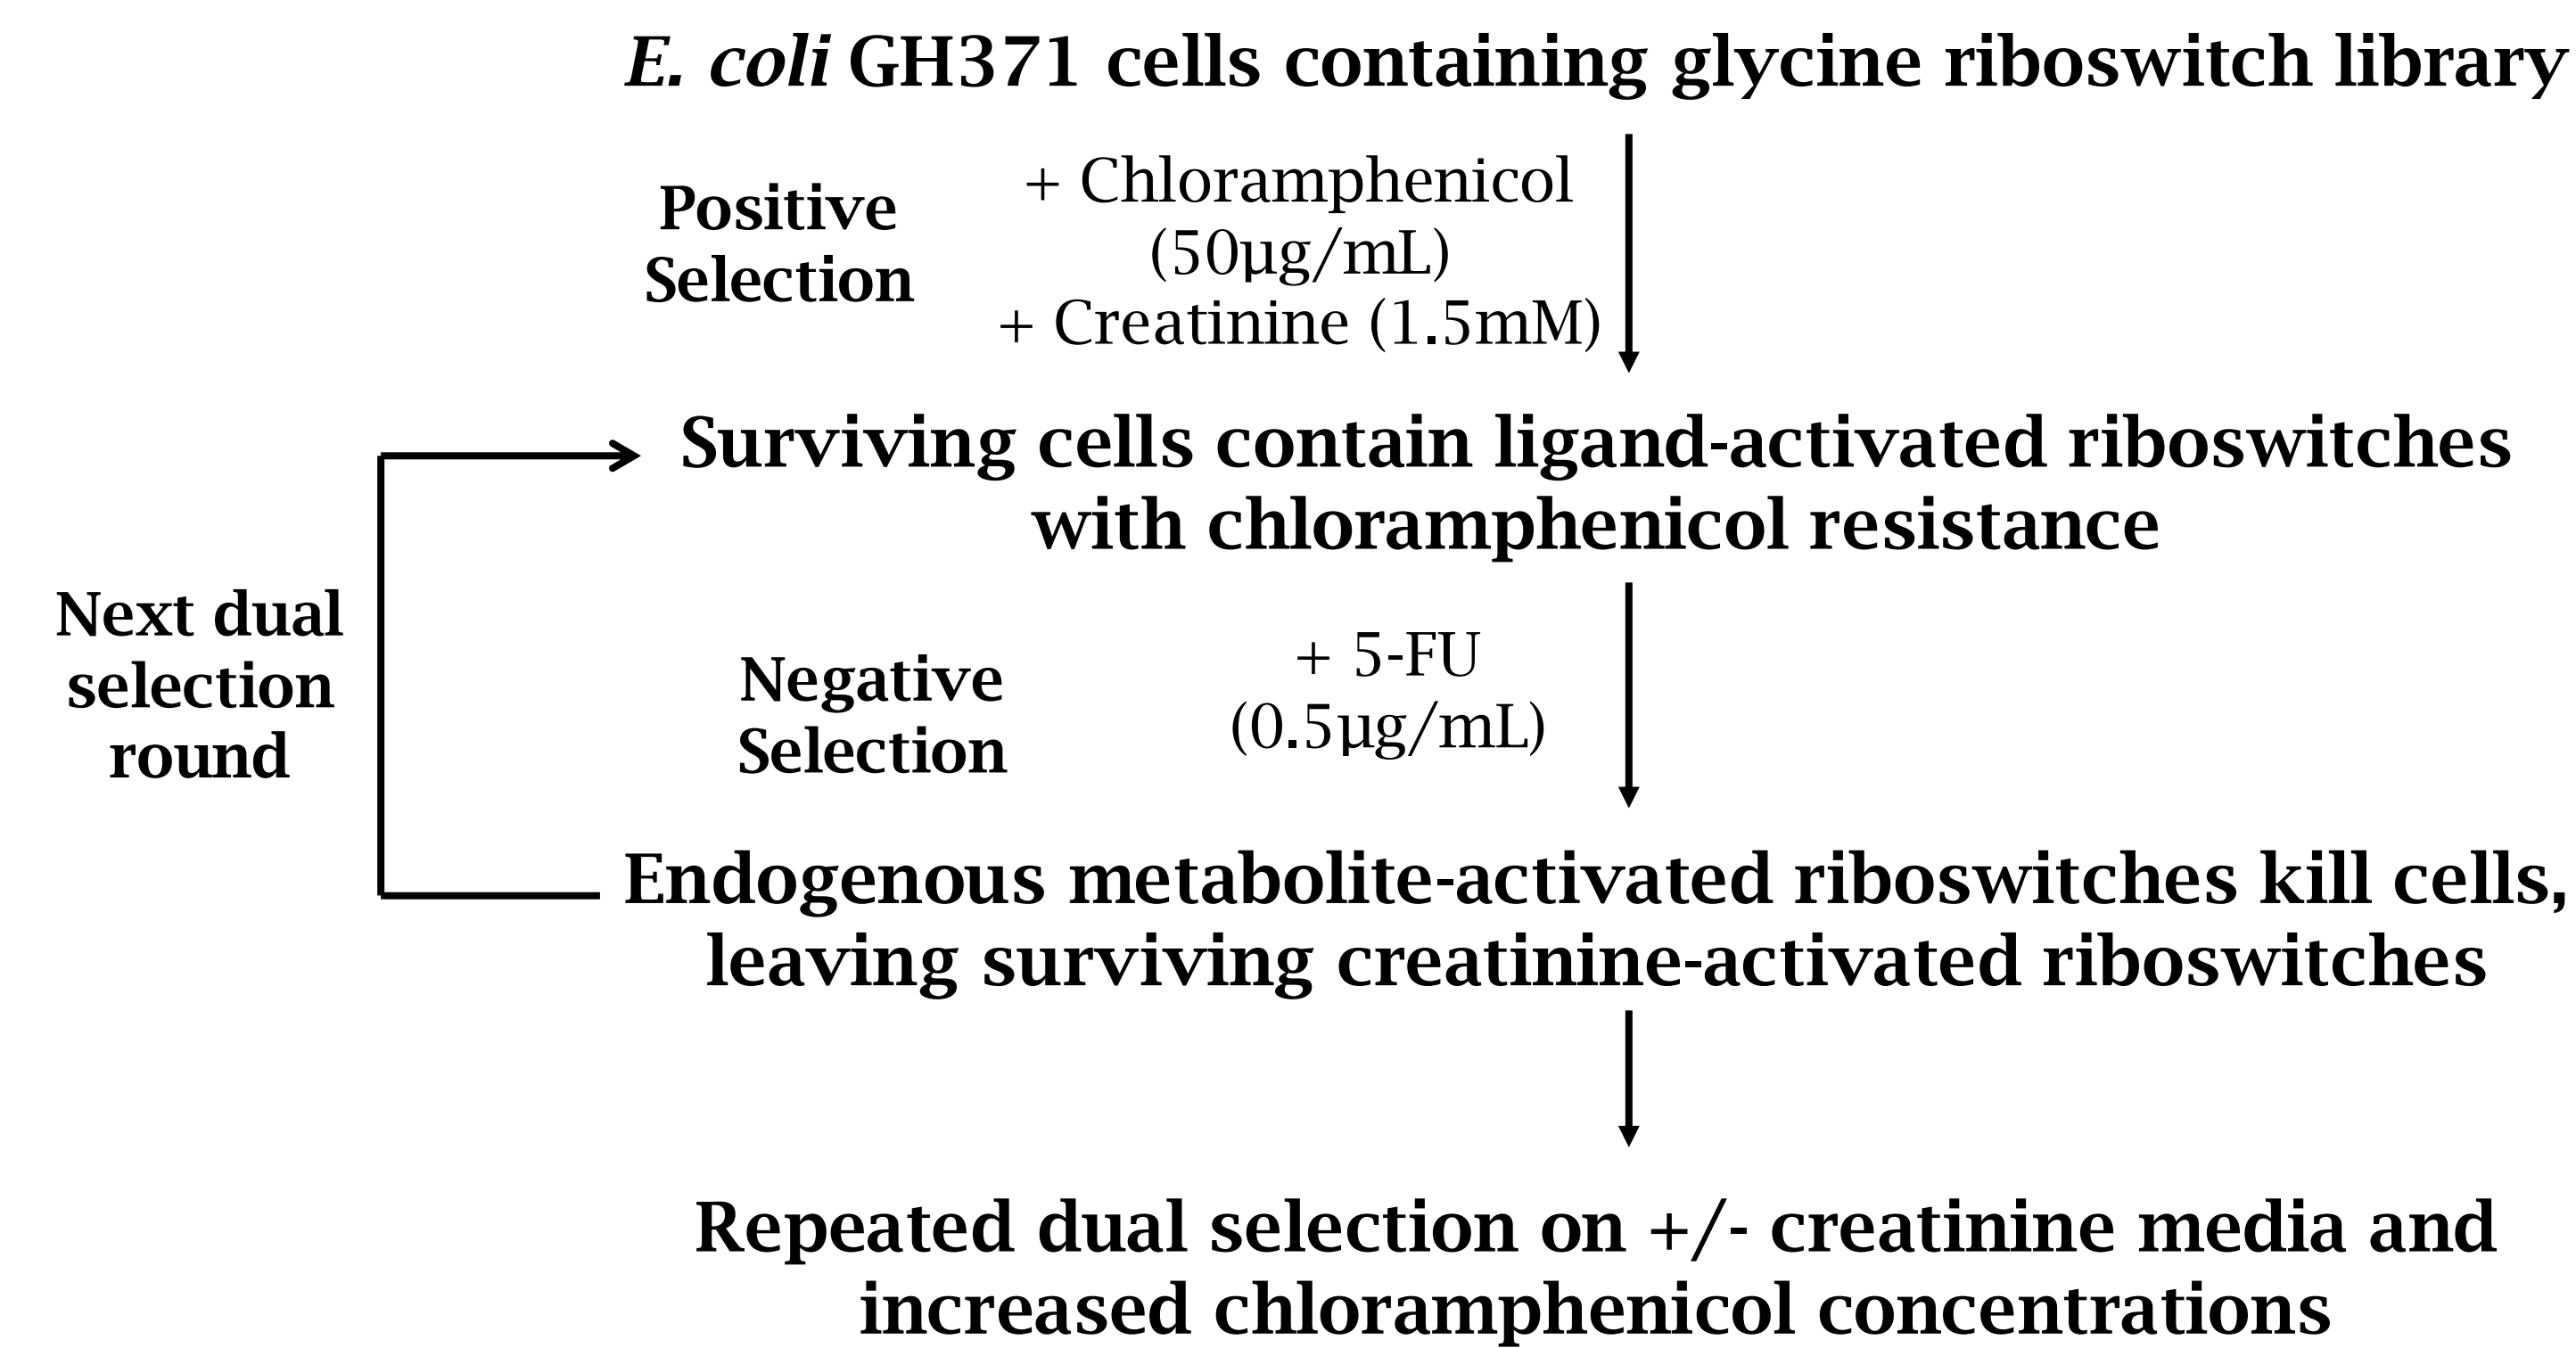 E. coli GH371 cells containing glycine riboswitch library
Positive
Selection
+ Chloramphenicol
(50µg/mL)
+ Creatinine (1.5mM)
Surviving cells contain ligand-activated riboswitches
with chloramphenicol resistance
Next dual
selection
round
Negative
Selection
+ 5-FU
(0.5µg/mL)
Endogenous metabolite-activated riboswitches kill cells,
leaving surviving creatinine-activated riboswitches
Repeated dual selection on +/- creatinine media and
increased chloramphenicol concentrations